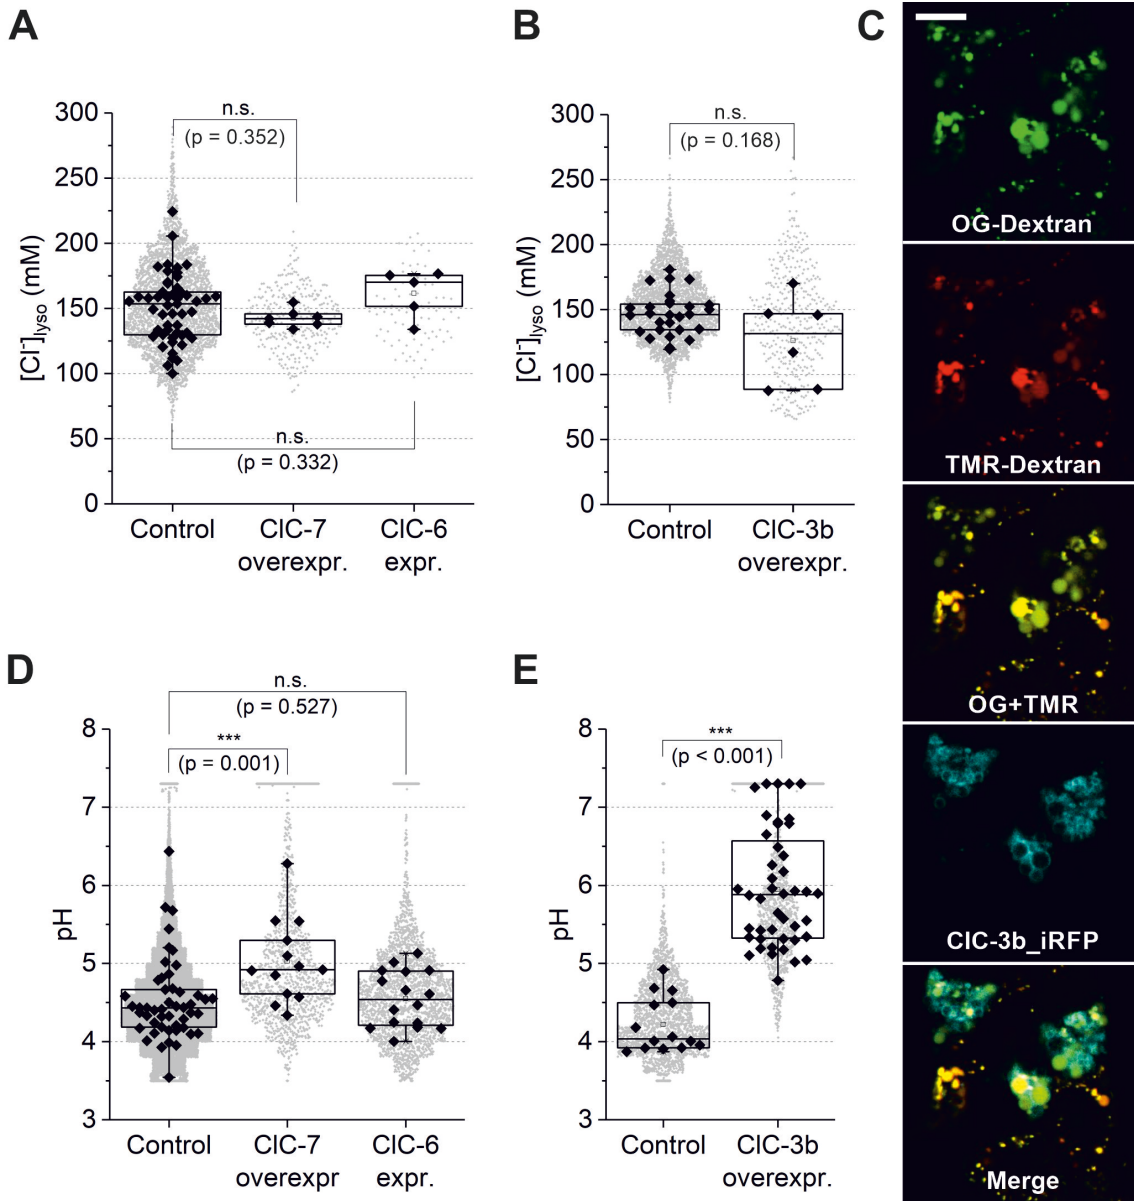 A
B
C
n.s.
(p = 0.352)
n.s.
(p = 0.332)
[Cl⁻]lyso (mM)
300
250
200
150
100
50
0
Control
ClC-7
overexpr.
ClC-6
expr.
n.s.
(p = 0.168)
[Cl⁻]lyso (mM)
300
250
200
150
100
50
0
Control
ClC-3b
overexpr.
OG-Dextran
TMR-Dextran
OG+TMR
ClC-3b_iRFP
Merge
D
E
n.s.
(p = 0.527)
***
(p = 0.001)
pH
8
7
6
5
4
3
Control
ClC-7
overexpr
ClC-6
expr.
***
(p < 0.001)
pH
8
7
6
5
4
3
Control
ClC-3b
overexpr.